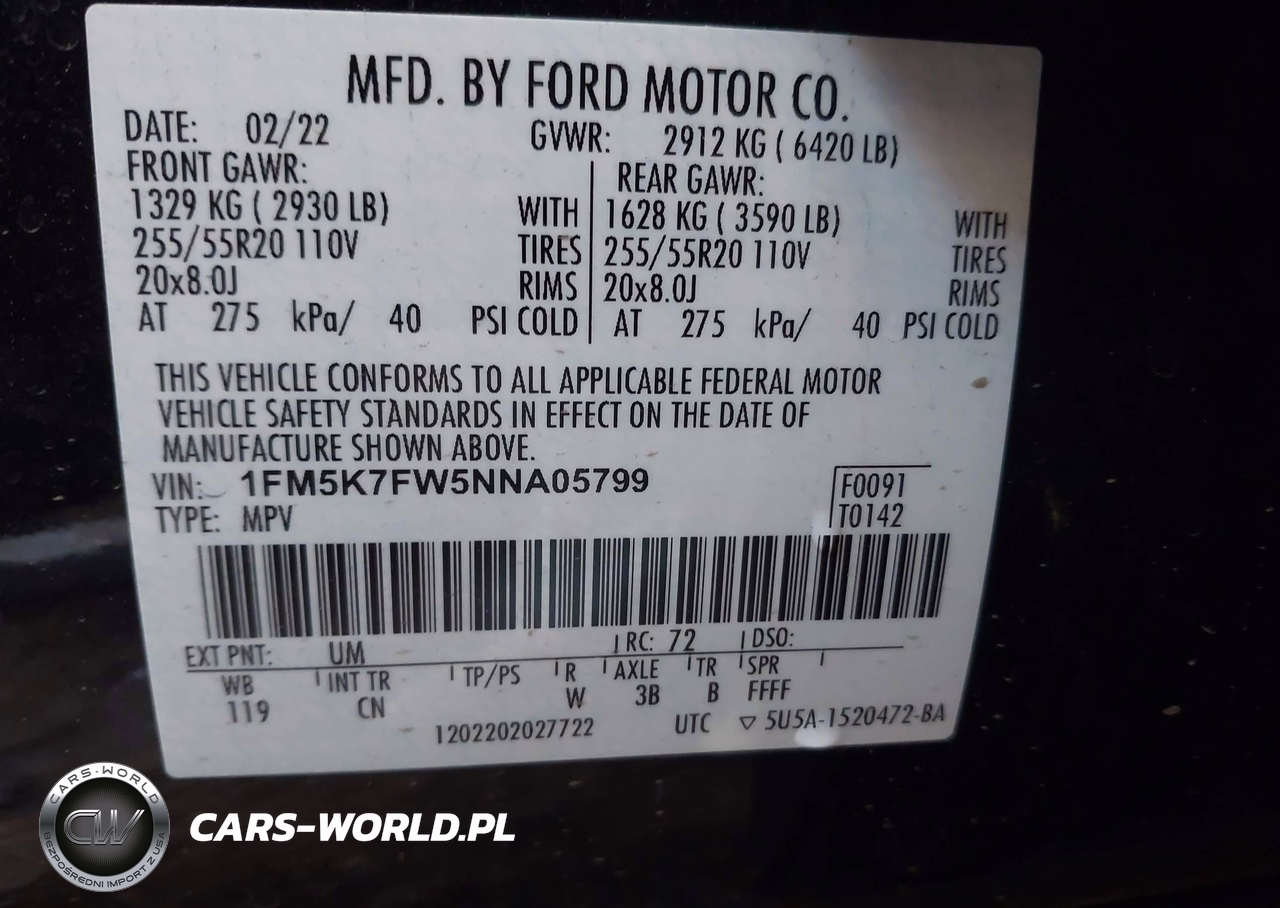 MFD. BY FORD MOTOR CO.
DATE: 02/22 GVWR: 2912 KG ( 6420 LB)
FRONT GAWR: REAR GAWR:
1329 KG ( 2930 LB) WITH 1628 KG ( 3590 LB) WITH
255/55R20 110V TIRES 255/55R20 110V TIRES
20x8.0J RIMS 20x8.0J RIMS
AT 275 kPa/ 40 PSI COLD AT 275 kPa/ 40 PSI COLD
THIS VEHICLE CONFORMS TO ALL APPLICABLE FEDERAL MOTOR
VEHICLE SAFETY STANDARDS IN EFFECT ON THE DATE OF
MANUFACTURE SHOWN ABOVE.
VIN: 1FM5K7FW5NNA05799 F0091
TYPE: MPV T0142
EXT PNT: UM RC: 72 DSO:
WB INT TR TP/PS R AXLE TR SPR
119 CN W 3B B FFFF
1202202027722 UTC ▽ 5U5A-1520472-BA
CARS-WORLD
CW
BEZPOŚREDNI IMPORT Z USA
CARS-WORLD.PL